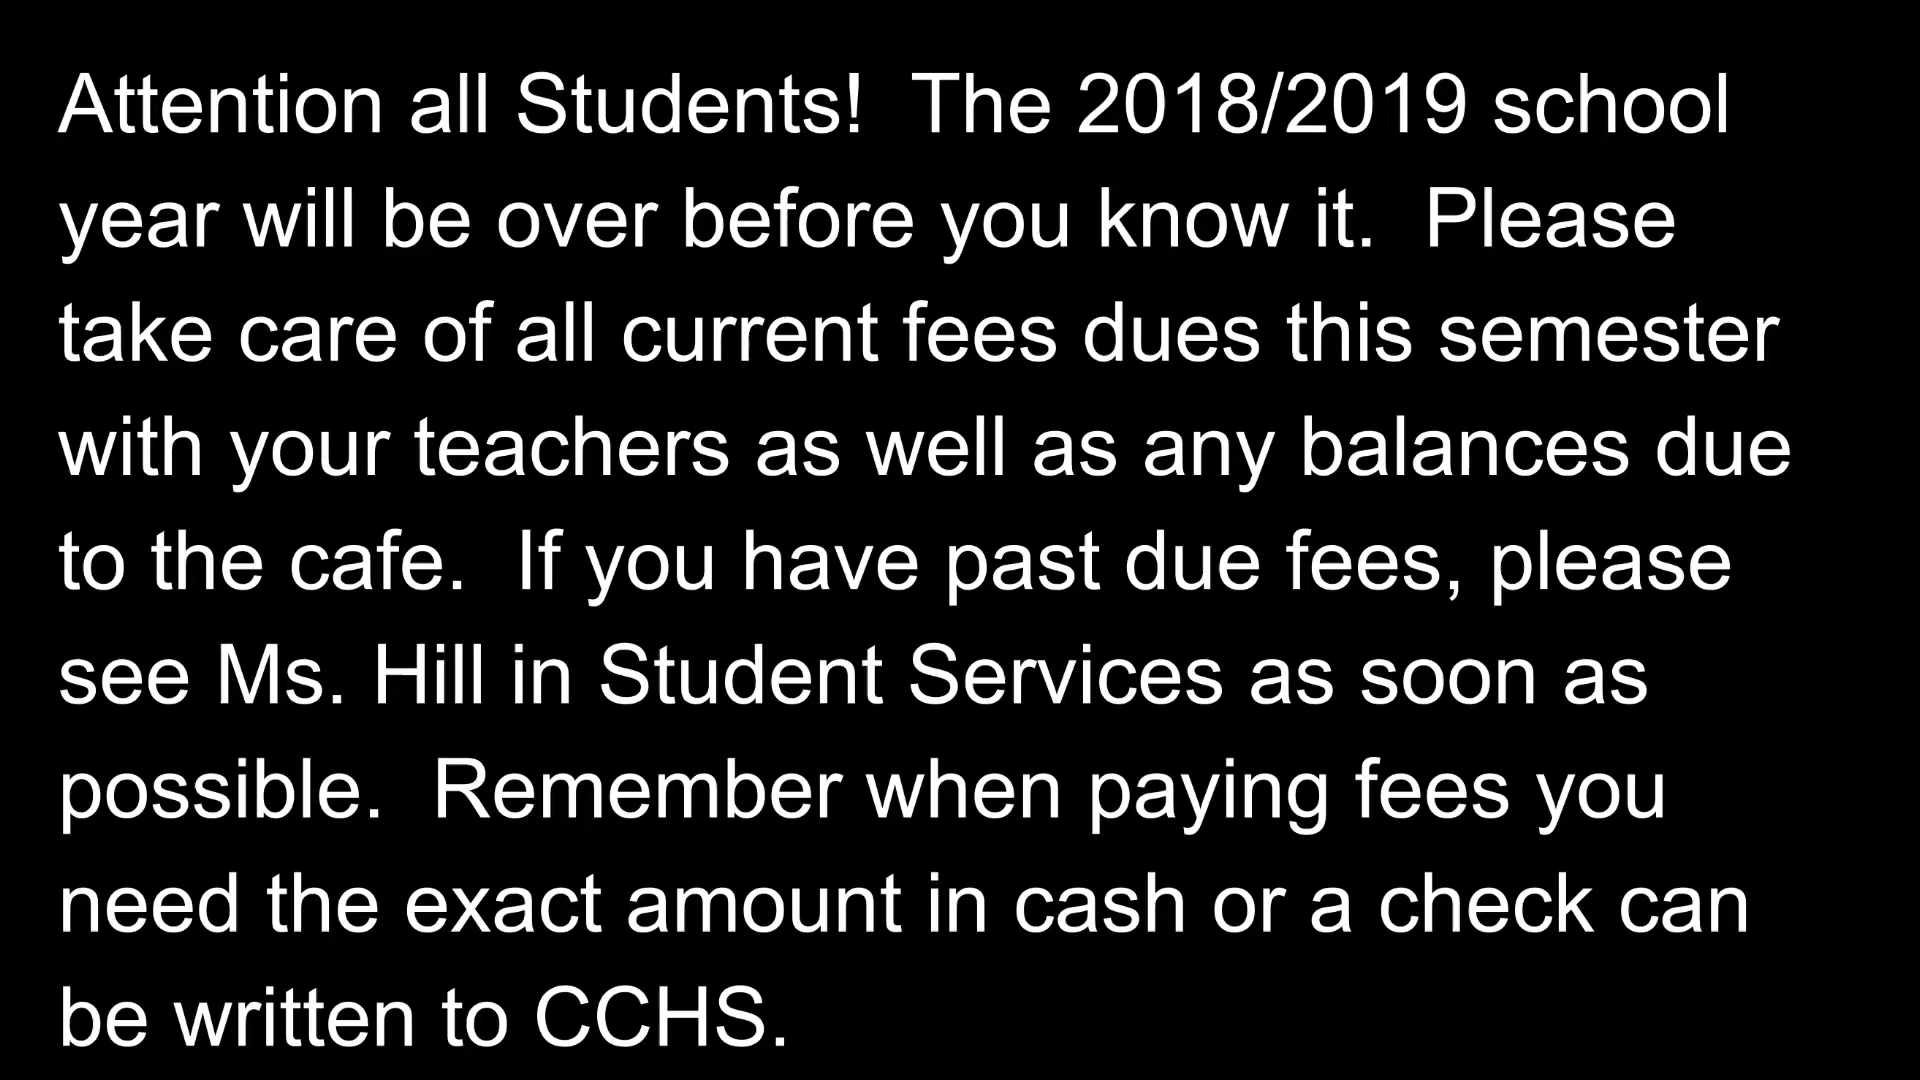 Attention all Students!  The 2018/2019 school
year will be over before you know it.  Please
take care of all current fees dues this semester
with your teachers as well as any balances due
to the cafe.  If you have past due fees, please
see Ms. Hill in Student Services as soon as
possible.  Remember when paying fees you
need the exact amount in cash or a check can
be written to CCHS.